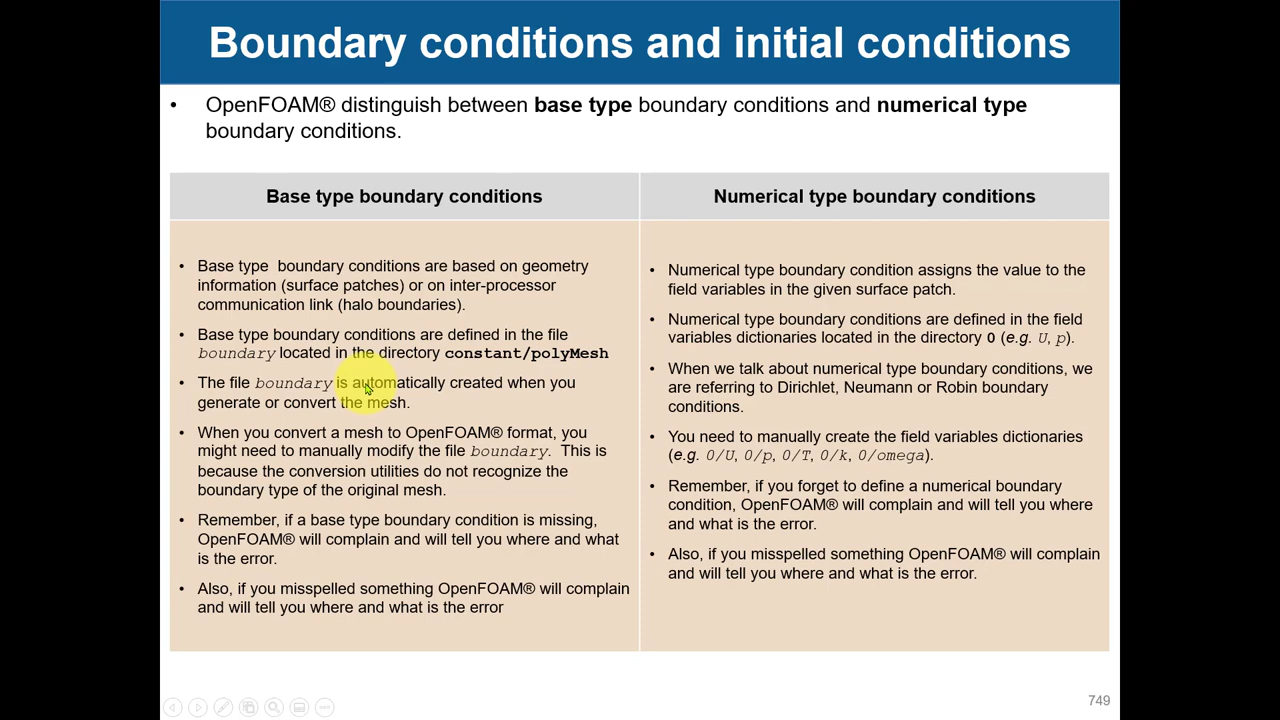 Boundary conditions and initial conditions
• OpenFOAM® distinguish between base type boundary conditions and numerical type
boundary conditions.
Base type boundary conditions
• Base type  boundary conditions are based on geometry
information (surface patches) or on inter-processor
communication link (halo boundaries).
• Base type boundary conditions are defined in the file
boundary located in the directory constant/polyMesh
• The file boundary is automatically created when you
generate or convert the mesh.
• When you convert a mesh to OpenFOAM® format, you
might need to manually modify the file boundary.  This is
because the conversion utilities do not recognize the
boundary type of the original mesh.
• Remember, if a base type boundary condition is missing,
OpenFOAM® will complain and will tell you where and what
is the error.
• Also, if you misspelled something OpenFOAM® will complain
and will tell you where and what is the error
Numerical type boundary conditions
• Numerical type boundary condition assigns the value to the
field variables in the given surface patch.
• Numerical type boundary conditions are defined in the field
variables dictionaries located in the directory 0 (e.g. U, p).
• When we talk about numerical type boundary conditions, we
are referring to Dirichlet, Neumann or Robin boundary
conditions.
• You need to manually create the field variables dictionaries
(e.g. 0/U, 0/p, 0/T, 0/k, 0/omega).
• Remember, if you forget to define a numerical boundary
condition, OpenFOAM® will complain and will tell you where
and what is the error.
• Also, if you misspelled something OpenFOAM® will complain
and will tell you where and what is the error.
749